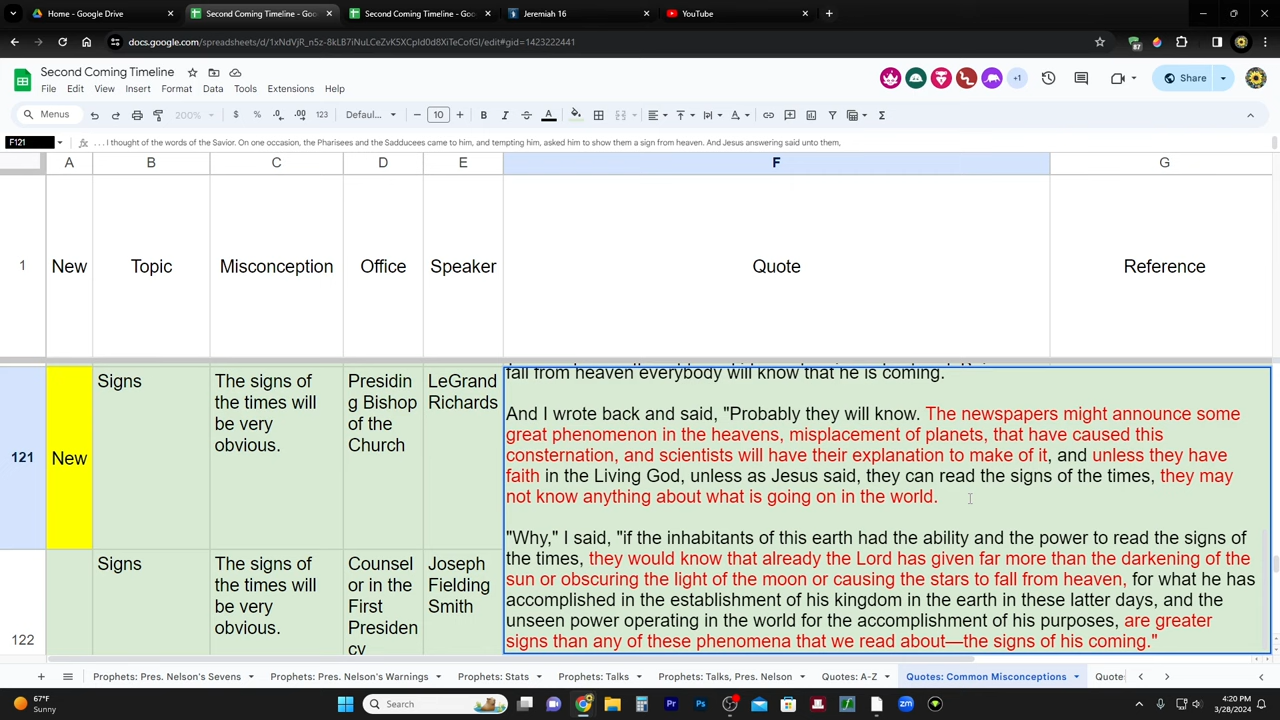 Home - Google Drive
Second Coming Timeline - Goo
Second Coming Timeline - Goo
Jeremiah 16
YouTube
docs.google.com/spreadsheets/d/1xNdVjR_n5z-8kLB7iNuLCeZvK5XCpId0d8XiTeCofGI/edit#gid=1423222441
87
Second Coming Timeline
File Edit View Insert Format Data Tools Extensions Help
+1
Share
Menus
200%
$ % .0 .00 123
Defaul...
10
F121
. . . I thought of the words of the Savior. On one occasion, the Pharisees and the Sadducees came to him, and tempting him, asked him to show them a sign from heaven. And Jesus answering said unto them,
A B C D E F G
1 New Topic Misconception Office Speaker Quote Reference
121
New
Signs
The signs of
the times will
be very
obvious.
Presidin
g Bishop
of the
Church
LeGrand
Richards
fall from heaven everybody will know that he is coming.
And I wrote back and said, "Probably they will know. The newspapers might announce some
great phenomenon in the heavens, misplacement of planets, that have caused this
consternation, and scientists will have their explanation to make of it, and unless they have
faith in the Living God, unless as Jesus said, they can read the signs of the times, they may
not know anything about what is going on in the world.
"Why," I said, "if the inhabitants of this earth had the ability and the power to read the signs of
the times, they would know that already the Lord has given far more than the darkening of the
sun or obscuring the light of the moon or causing the stars to fall from heaven, for what he has
accomplished in the establishment of his kingdom in the earth in these latter days, and the
unseen power operating in the world for the accomplishment of his purposes, are greater
signs than any of these phenomena that we read about—the signs of his coming."
122
Signs
The signs of
the times will
be very
obvious.
Counsel
or in the
First
Presiden
cy
Joseph
Fielding
Smith
Prophets: Pres. Nelson's Sevens
Prophets: Pres. Nelson's Warnings
Prophets: Stats
Prophets: Talks
Prophets: Talks, Pres. Nelson
Quotes: A-Z
Quotes: Common Misconceptions
Quote
67°F
Sunny
Search
4:20 PM
3/28/2024